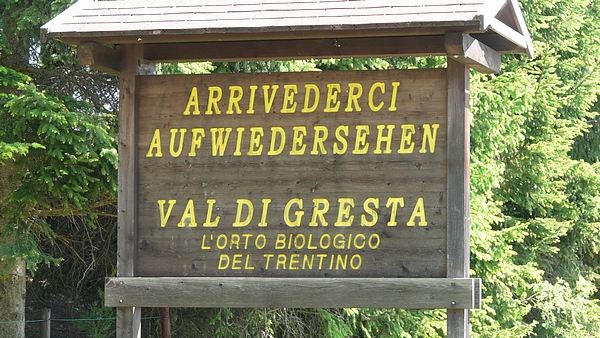 ARRIVEDERCI
AUFWIEDERSEHEN
VAL DI GRESTA
L'ORTO BIOLOGICO
DEL TRENTINO